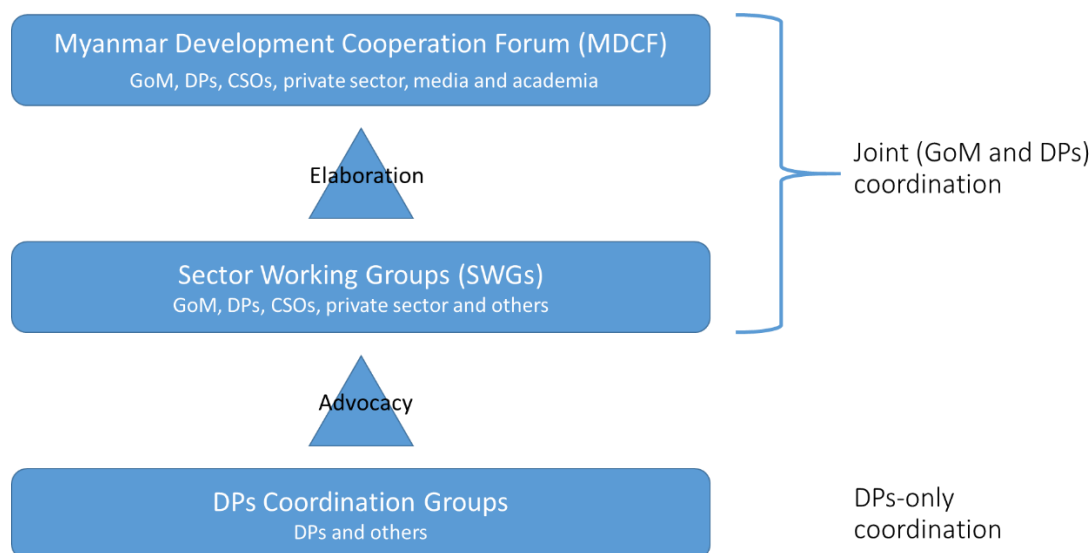 Myanmar Development Cooperation Forum (MDCF)
GoM, DPs, CSOs, private sector, media and academia
Elaboration
Joint (GoM and DPs)
coordination
Sector Working Groups (SWGs)
GoM, DPs, CSOs, private sector and others
Advocacy
DPs Coordination Groups
DPs and others
DPs-only
coordination